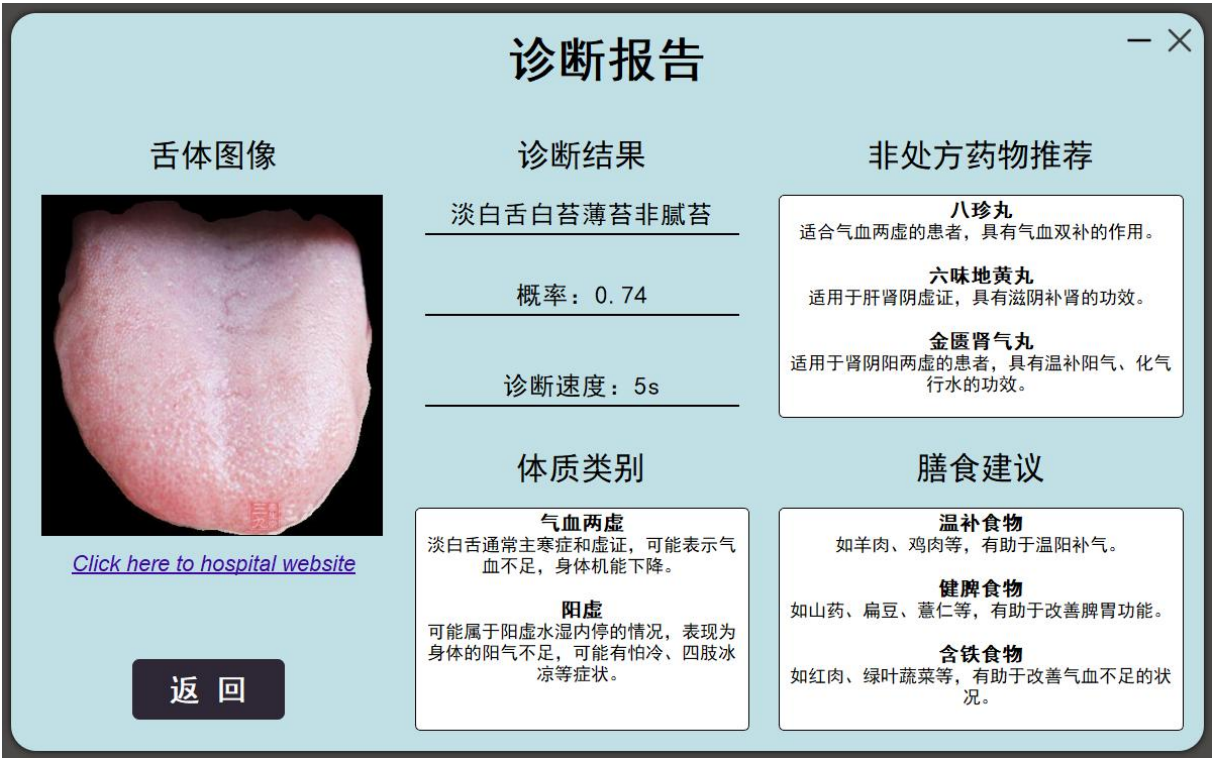 诊断报告
舌体图像
Click here to hospital website
返 回
诊断结果
淡白舌白苔薄苔非腻苔
概率：0.74
诊断速度：5s
体质类别
气血两虚
淡白舌通常主寒症和虚证，可能表示气
血不足，身体机能下降。
阳虚
可能属于阳虚水湿内停的情况，表现为
身体的阳气不足，可能有怕冷、四肢冰
凉等症状。
非处方药物推荐
八珍丸
适合气血两虚的患者，具有气血双补的作用。
六味地黄丸
适用于肝肾阴虚证，具有滋阴补肾的功效。
金匮肾气丸
适用于肾阴阳两虚的患者，具有温补阳气、化气
行水的功效。
膳食建议
温补食物
如羊肉、鸡肉等，有助于温阳补气。
健脾食物
如山药、扁豆、薏仁等，有助于改善脾胃功能。
含铁食物
如红肉、绿叶蔬菜等，有助于改善气血不足的状
况。